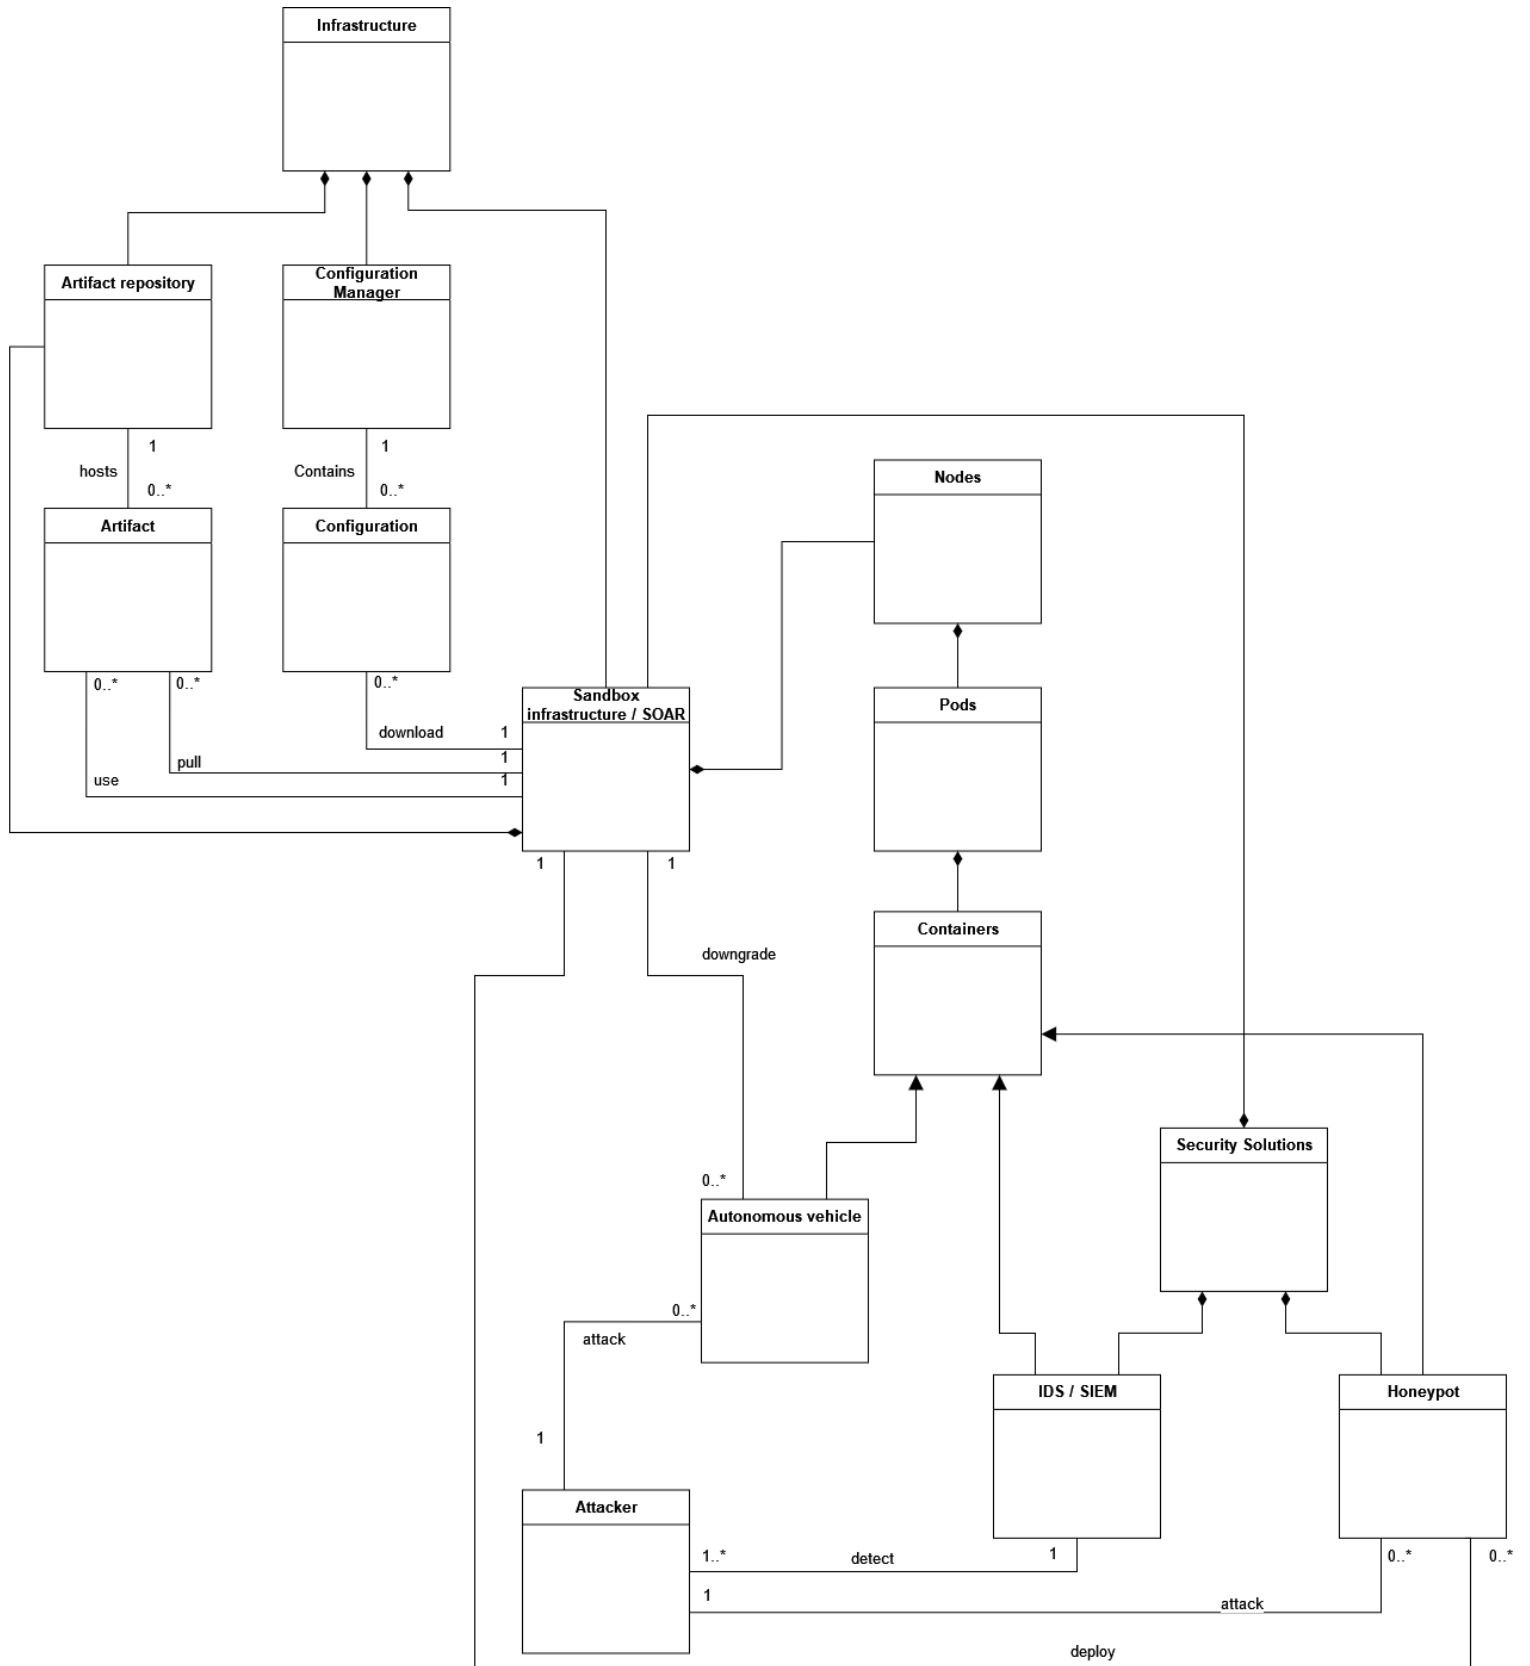 Infrastructure
Artifact repository
Configuration
Manager
1
1
hosts
Contains
0..*
0..*
Nodes
Artifact
Configuration
0..*
0..*
0..*
Sandbox
infrastructure / SOAR
Pods
download
1
pull
1
use
1
1
1
Containers
downgrade
Security Solutions
0..*
Autonomous vehicle
0..*
attack
IDS / SIEM
Honeypot
1
Attacker
1..*
detect
1
0..*
0..*
1
attack
deploy